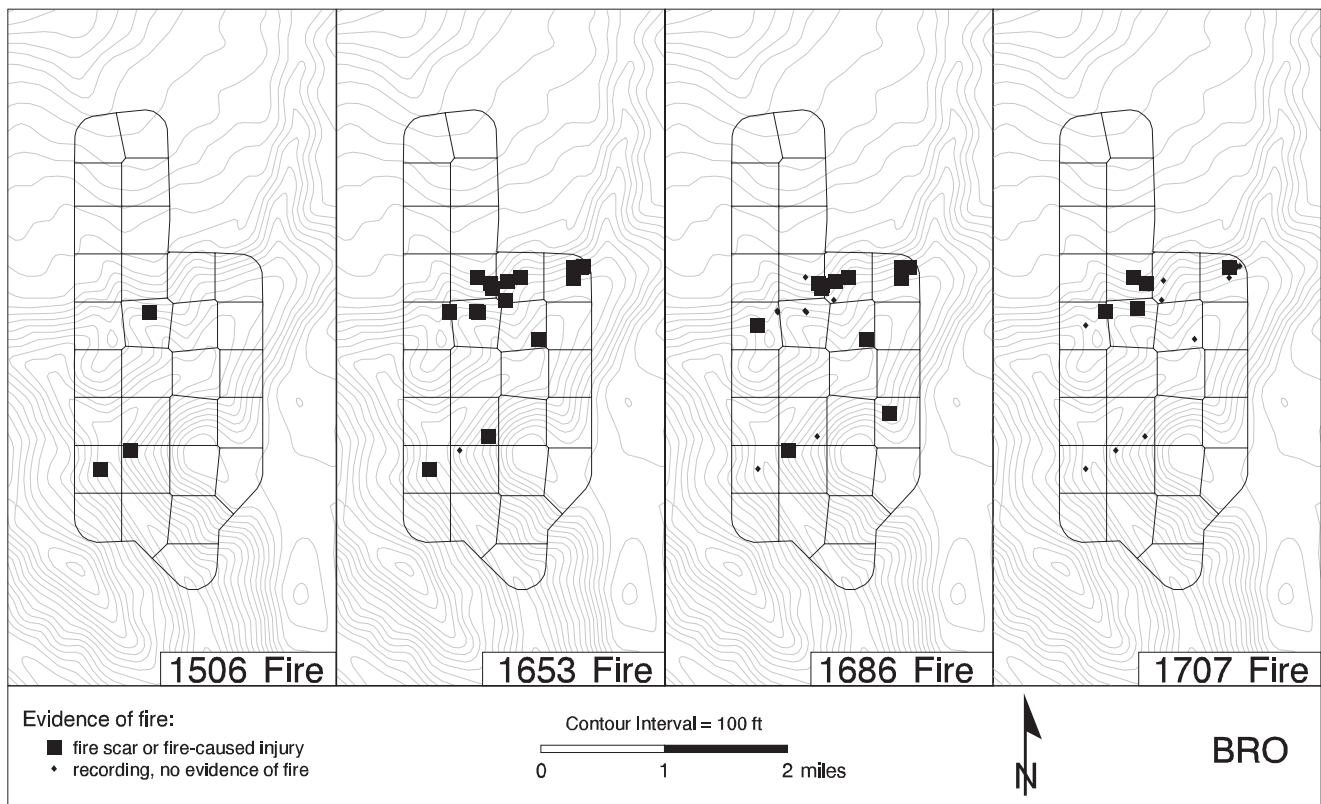 1506 Fire
1653 Fire
1686 Fire
1707 Fire
Evidence of fire:
fire scar or fire-caused injury
recording, no evidence of fire
Contour Interval = 100 ft
0 1 2 miles
N
BRO